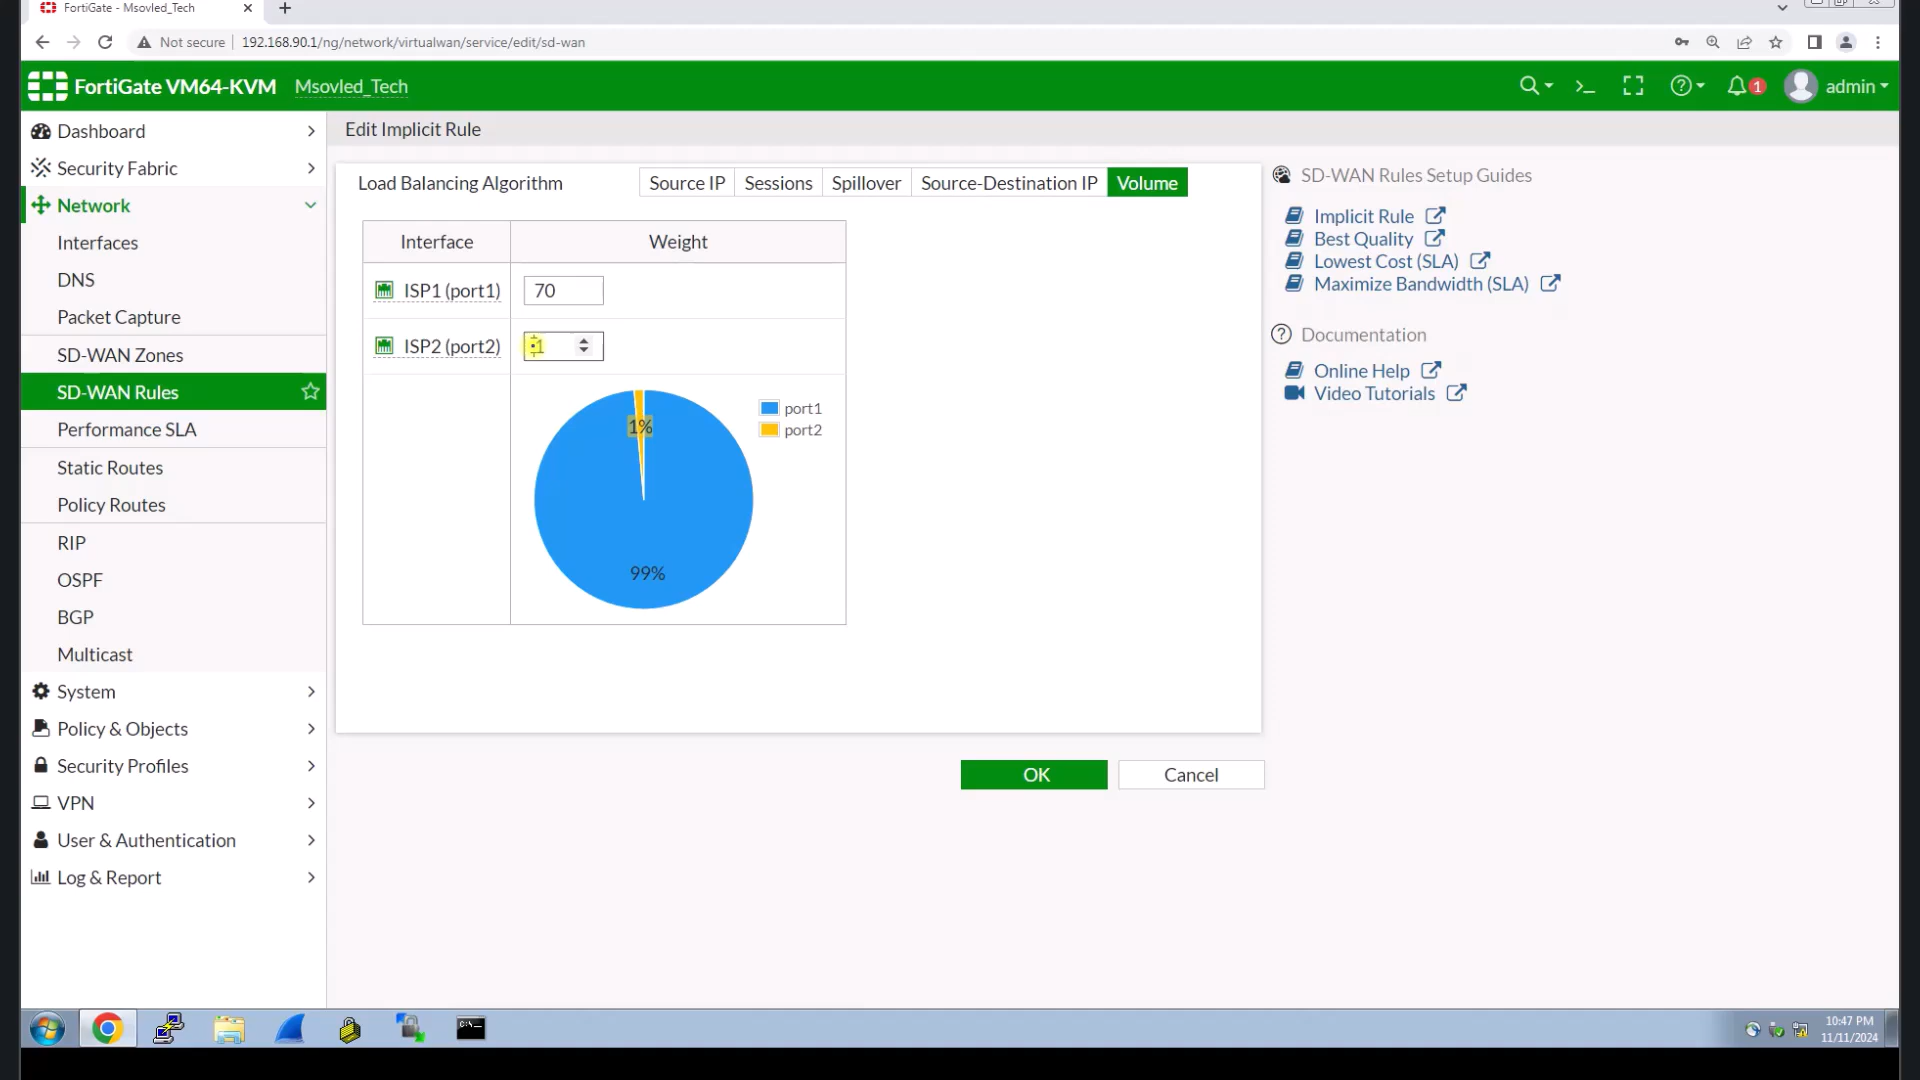 FortiGate - Msovled_Tech
Not secure 192.168.90.1/ng/network/virtualwan/service/edit/sd-wan
FortiGate VM64-KVM Msovled_Tech
1 admin
Dashboard
Security Fabric
Network
Interfaces
DNS
Packet Capture
SD-WAN Zones
SD-WAN Rules
Performance SLA
Static Routes
Policy Routes
RIP
OSPF
BGP
Multicast
System
Policy & Objects
Security Profiles
VPN
User & Authentication
Log & Report
Edit Implicit Rule
Load Balancing Algorithm Source IP Sessions Spillover Source-Destination IP Volume
Interface Weight
ISP1 (port1) 70
ISP2 (port2) 1
1%
99%
port1
port2
OK Cancel
SD-WAN Rules Setup Guides
Implicit Rule
Best Quality
Lowest Cost (SLA)
Maximize Bandwidth (SLA)
Documentation
Online Help
Video Tutorials
10:47 PM
11/11/2024